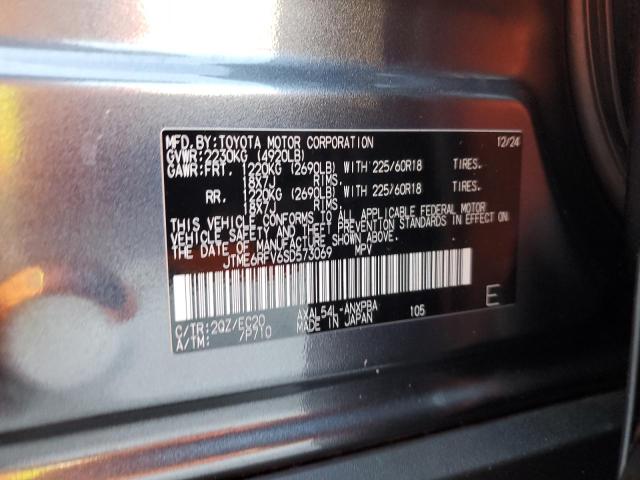 MFD. BY: TOYOTA MOTOR CORPORATION 12/24
GVWR: 2230KG (4920LB)
GAWR: FRT. 1220KG (2690LB) WITH 225/60R18 TIRES.
18X7J RIMS.
RR. 1220KG (2690LB) WITH 225/60R18 TIRES.
18X7J RIMS.
THIS VEHICLE CONFORMS TO ALL APPLICABLE FEDERAL MOTOR
VEHICLE SAFETY AND THEFT PREVENTION STANDARDS IN EFFECT ON
THE DATE OF MANUFACTURE SHOWN ABOVE.
JTME6RFV6SD573069 MPV
C/TR: 2QZ/EC20 AXAL54L-ANXPBA 105 E
A/TM: /P710 MADE IN JAPAN